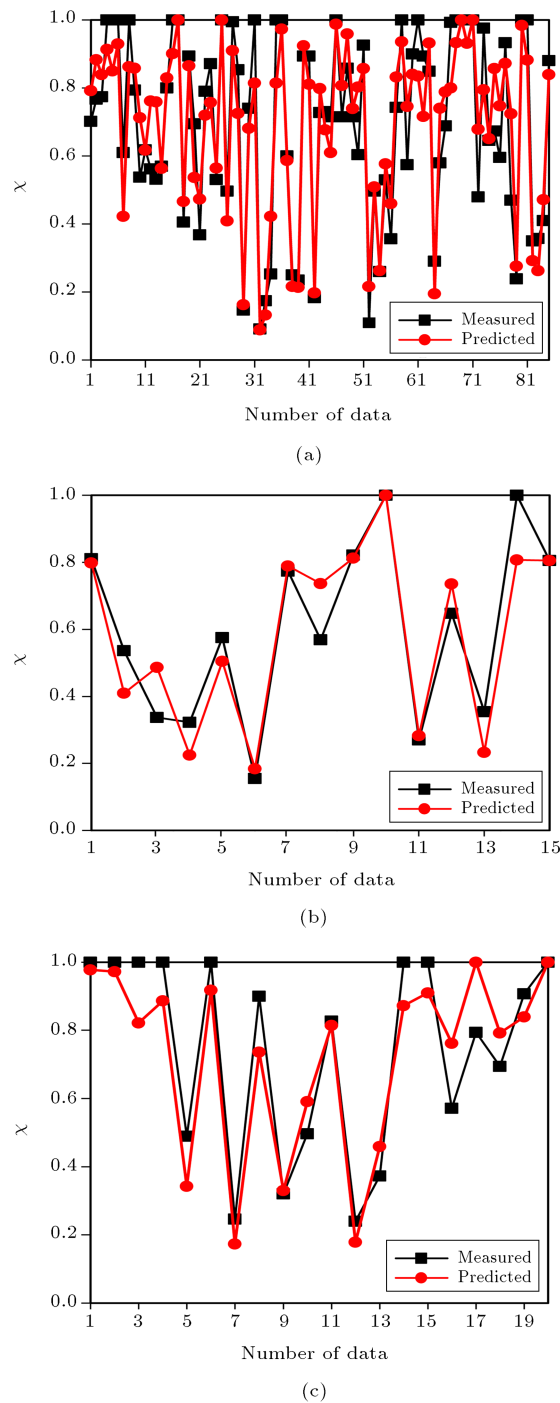 1.0
0.8
0.6
0.4
0.2
0.0
χ
1 11 21 31 41 51 61 71 81
Measured
Predicted
Number of data
(a)
1.0
0.8
0.6
0.4
0.2
0.0
χ
1 3 5 7 9 11 13 15
Measured
Predicted
Number of data
(b)
1.0
0.8
0.6
0.4
0.2
0.0
χ
1 3 5 7 9 11 13 15 17 19
Measured
Predicted
Number of data
(c)